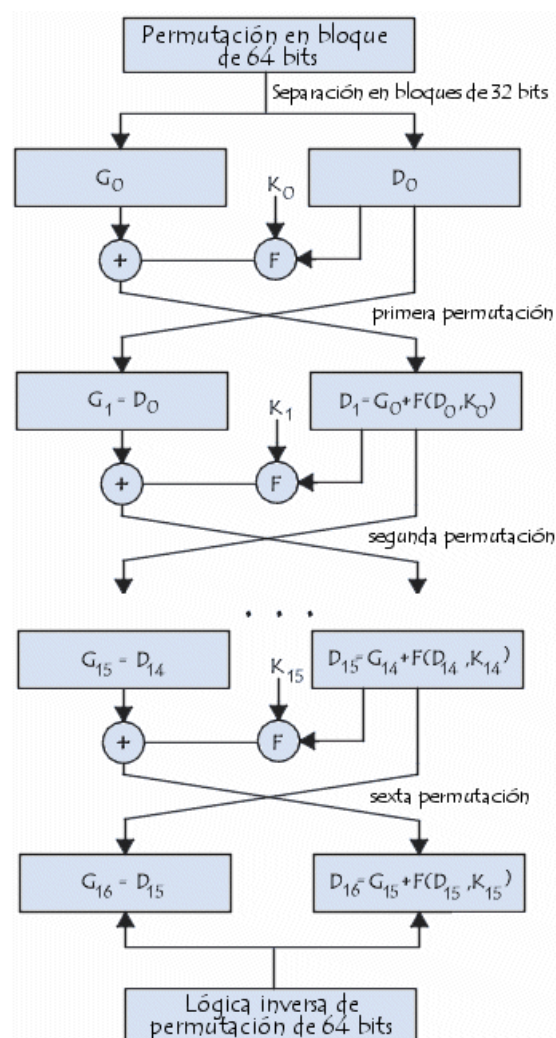 Permutación en bloque
de 64 bits
Separación en bloques de 32 bits
G0
K0
D0
+
F
primera permutación
G1 = D0
K1
D1=G0+F(D0,K0)
+
F
segunda permutación
. . .
G15 = D14
K15
D15=G14+F(D14,K14)
+
F
sexta permutación
G16 = D15
D16=G15+F(D15,K15)
Lógica inversa de
permutación de 64 bits